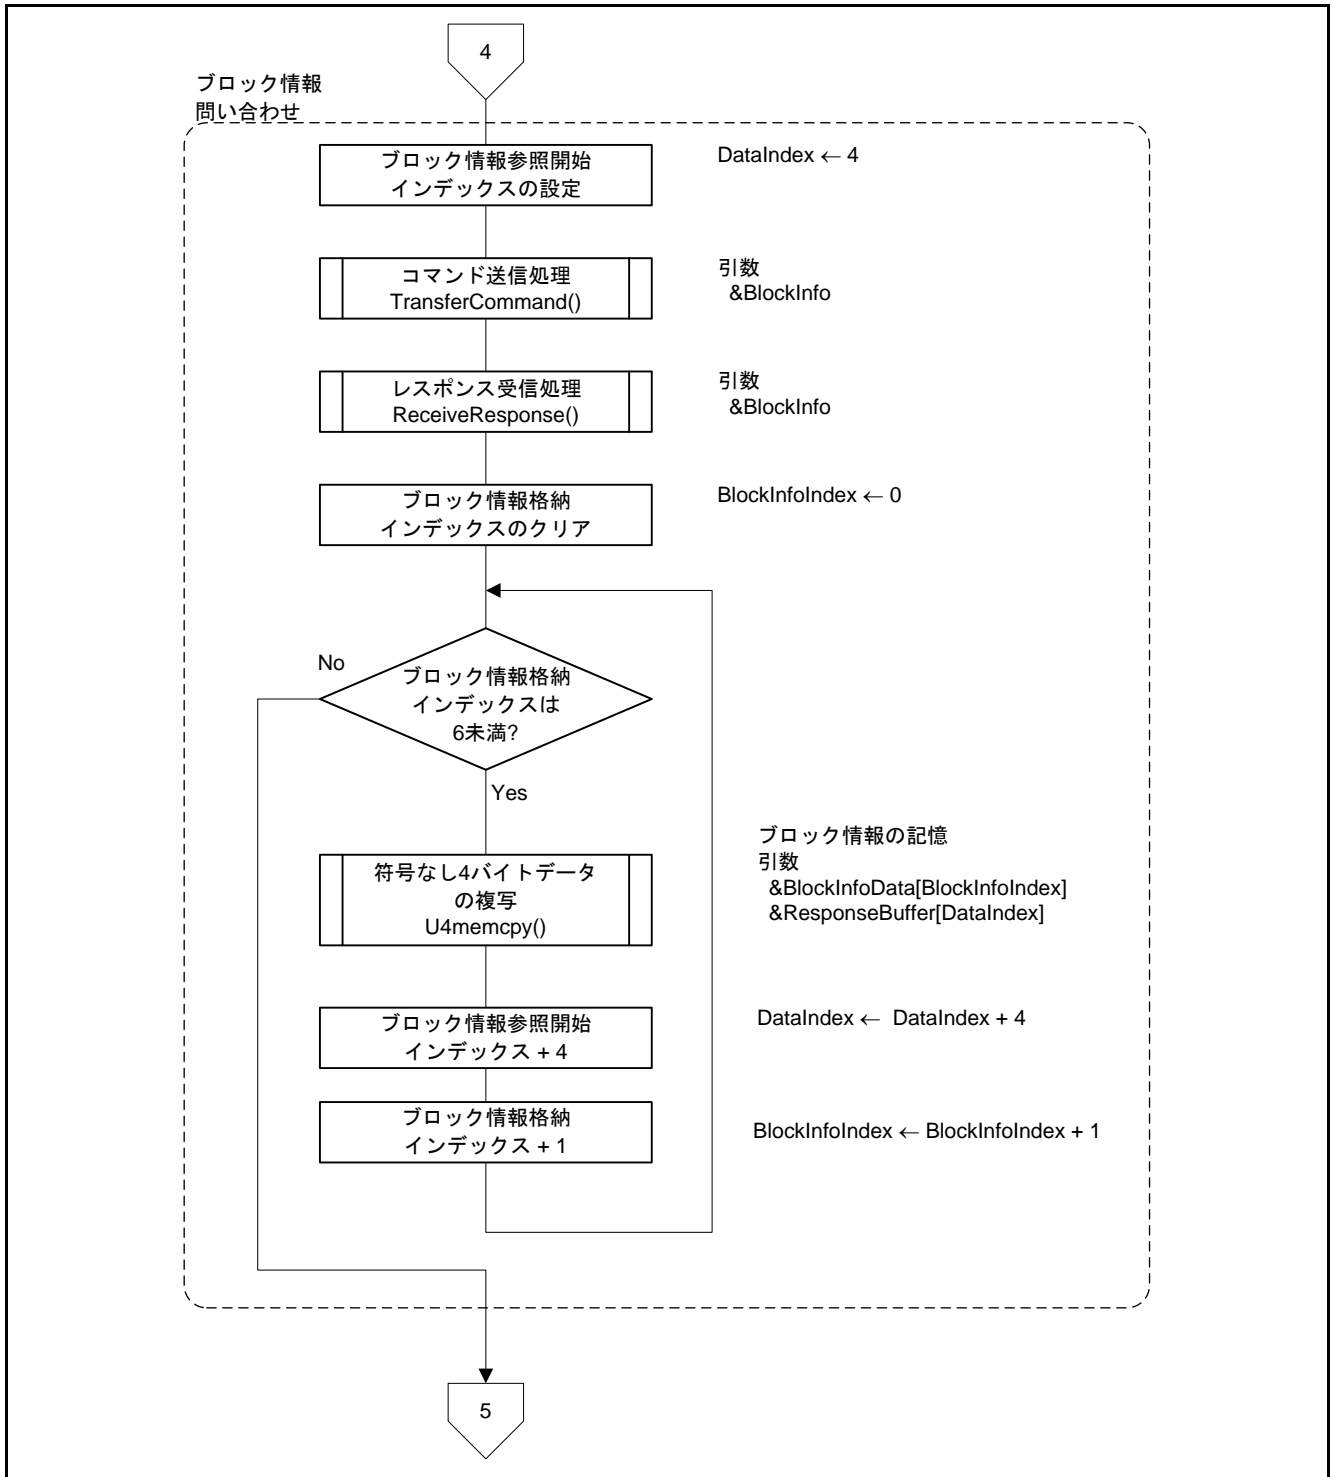 4
ブロック情報
問い合わせ
ブロック情報参照開始
インデックスの設定
DataIndex ← 4
コマンド送信処理
TransferCommand()
引数
&BlockInfo
レスポンス受信処理
ReceiveResponse()
引数
&BlockInfo
ブロック情報格納
インデックスのクリア
BlockInfoIndex ← 0
No
ブロック情報格納
インデックスは
6未満?
Yes
符号なし4バイトデータ
の複写
U4memcpy()
ブロック情報の記憶
引数
&BlockInfoData[BlockInfoIndex]
&ResponseBuffer[DataIndex]
ブロック情報参照開始
インデックス + 4
DataIndex ← DataIndex + 4
ブロック情報格納
インデックス + 1
BlockInfoIndex ← BlockInfoIndex + 1
5